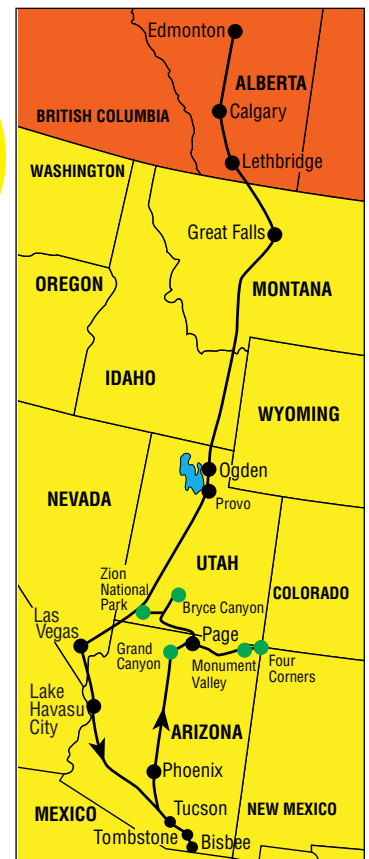 Edmonton
ALBERTA
BRITISH COLUMBIA
Calgary
Lethbridge
WASHINGTON
Great Falls
OREGON
MONTANA
IDAHO
WYOMING
Ogden
Provo
NEVADA
UTAH
Zion
National
Park
COLORADO
Bryce Canyon
Las
Vegas
Page
Grand
Canyon
Monument
Valley
Four
Corners
Lake
Havasu
City
ARIZONA
Phoenix
MEXICO
Tucson
NEW MEXICO
Tombstone
Bisbee